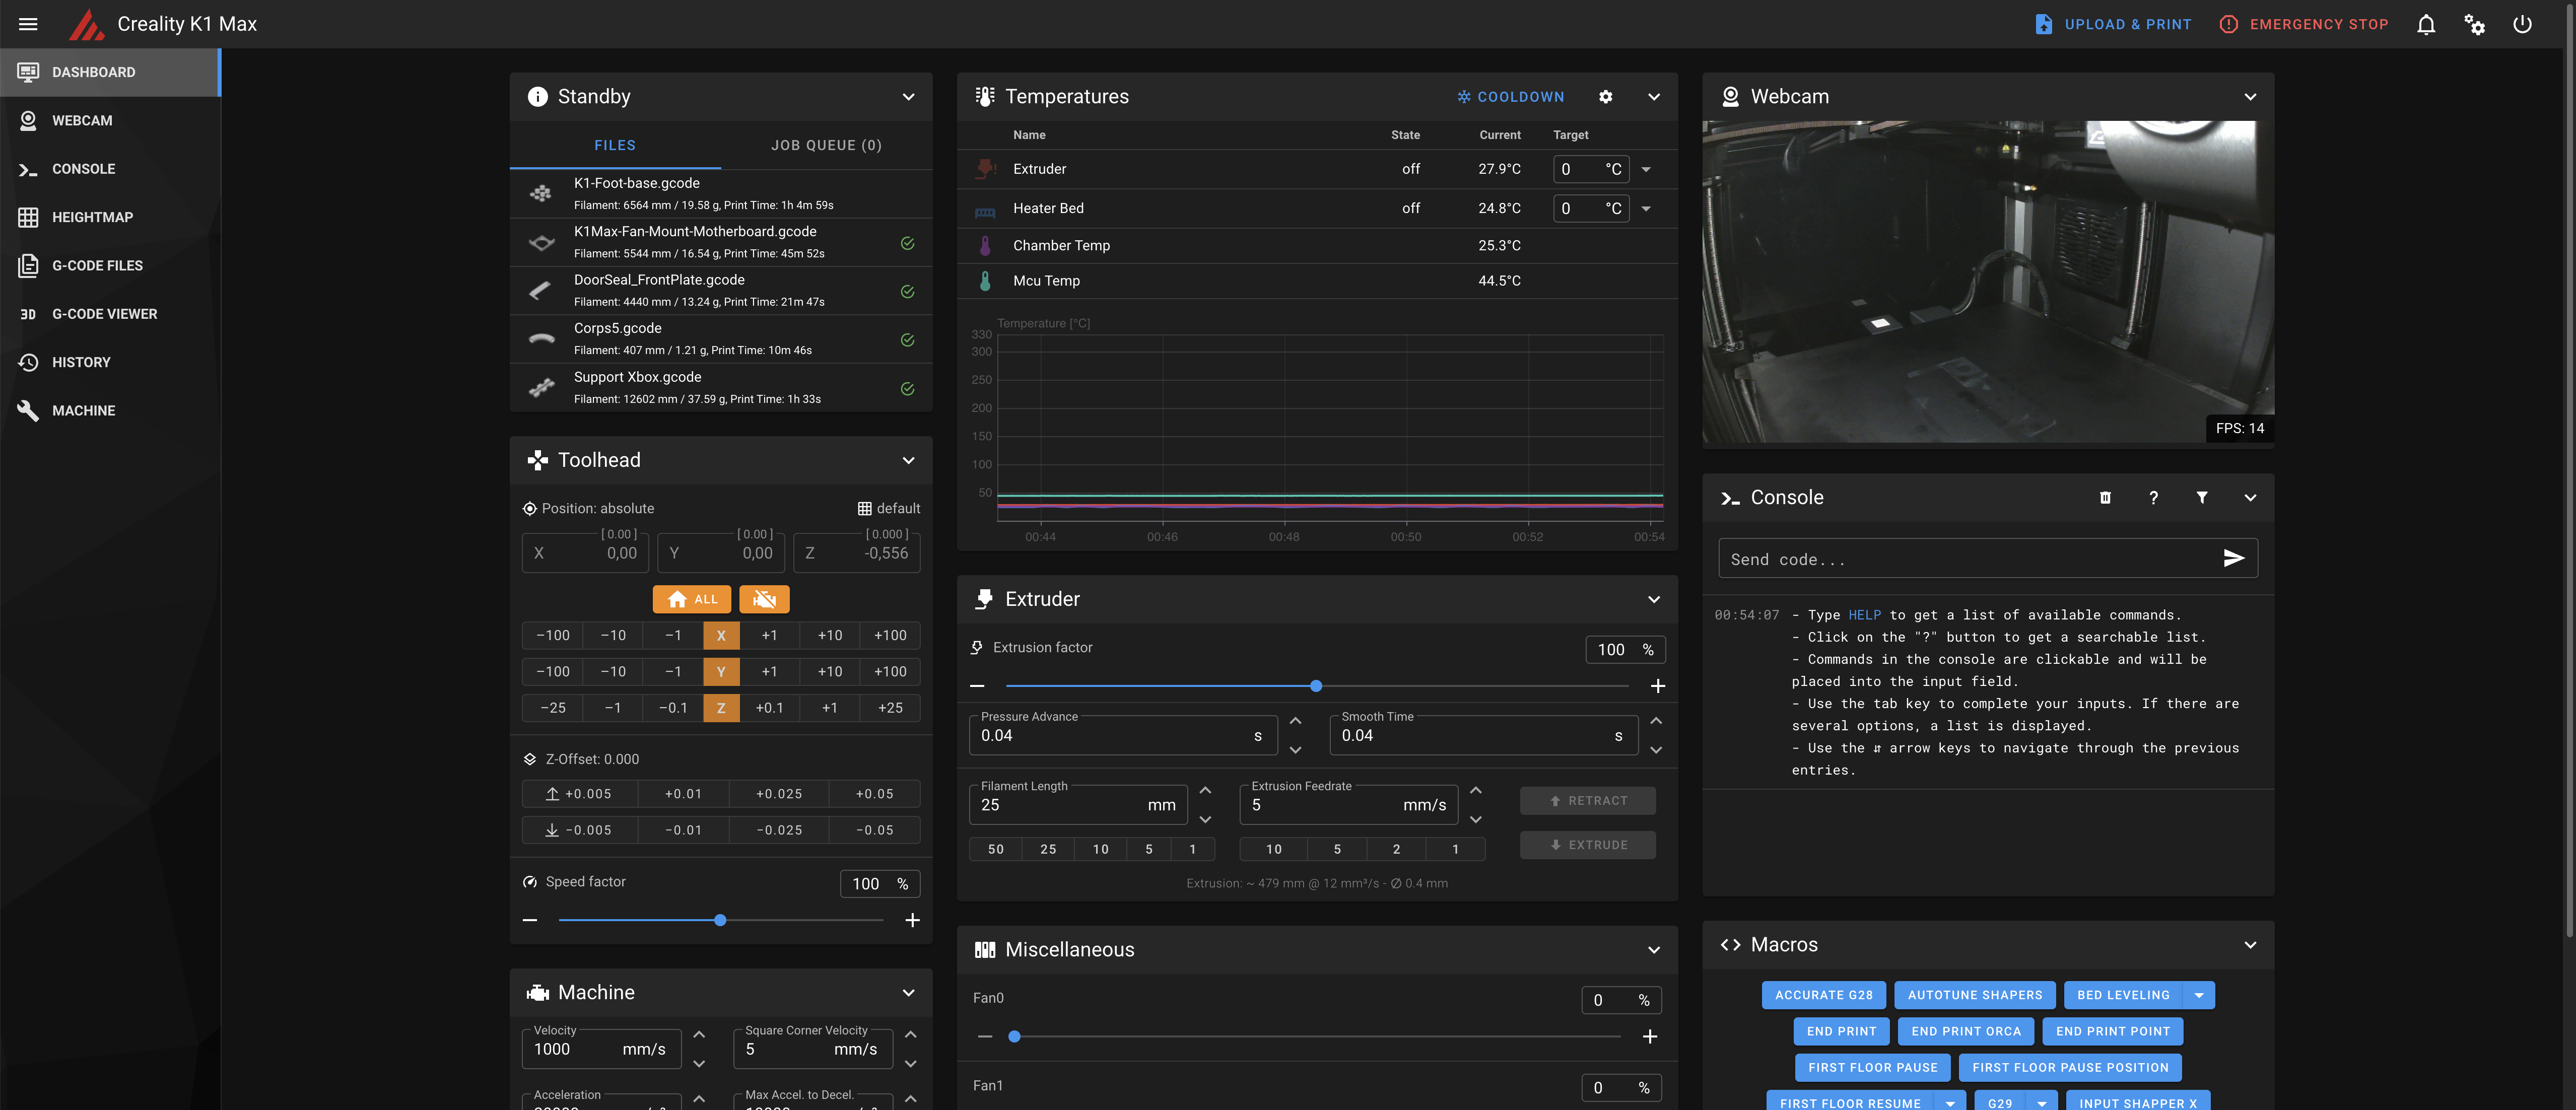 Creality K1 Max
UPLOAD & PRINT
EMERGENCY STOP
DASHBOARD
WEBCAM
CONSOLE
HEIGHTMAP
G-CODE FILES
G-CODE VIEWER
HISTORY
MACHINE
Standby
FILES
JOB QUEUE (0)
K1-Foot-base.gcode
Filament: 6564 mm / 19.58 g, Print Time: 1h 4m 59s
K1Max-Fan-Mount-Motherboard.gcode
Filament: 5544 mm / 16.54 g, Print Time: 45m 52s
DoorSeal_FrontPlate.gcode
Filament: 4440 mm / 13.24 g, Print Time: 21m 47s
Corps5.gcode
Filament: 407 mm / 1.21 g, Print Time: 10m 46s
Support Xbox.gcode
Filament: 12602 mm / 37.59 g, Print Time: 1h 33s
Toolhead
Position: absolute
default
[ 0.00 ] [ 0.00 ] [ 0.000 ]
X 0,00 Y 0,00 Z -0,556
ALL
−100 −10 −1 X +1 +10 +100
−100 −10 −1 Y +1 +10 +100
−25 −1 −0.1 Z +0.1 +1 +25
Z-Offset: 0.000
+0.005 +0.01 +0.025 +0.05
−0.005 −0.01 −0.025 −0.05
Speed factor
100 %
Machine
Velocity
1000 mm/s
Square Corner Velocity
5 mm/s
Acceleration
Max Accel. to Decel.
Temperatures
COOLDOWN
Name State Current Target
Extruder off 27.9°C 0 °C
Heater Bed off 24.8°C 0 °C
Chamber Temp 25.3°C
Mcu Temp 44.5°C
Temperature [°C]
330
300
250
200
150
100
50
00:44 00:46 00:48 00:50 00:52 00:54
Extruder
Extrusion factor
100 %
Pressure Advance
0.04 s
Smooth Time
0.04 s
Filament Length
25 mm
Extrusion Feedrate
5 mm/s
RETRACT
EXTRUDE
50 25 10 5 1
10 5 2 1
Extrusion: ~ 479 mm @ 12 mm³/s - ∅ 0.4 mm
Miscellaneous
Fan0
0 %
Fan1
0 %
Webcam
FPS: 14
Console
?
Send code...
00:54:07 - Type HELP to get a list of available commands.
- Click on the "?" button to get a searchable list.
- Commands in the console are clickable and will be
placed into the input field.
- Use the tab key to complete your inputs. If there are
several options, a list is displayed.
- Use the ⇵ arrow keys to navigate through the previous
entries.
Macros
ACCURATE G28
AUTOTUNE SHAPERS
BED LEVELING
END PRINT
END PRINT ORCA
END PRINT POINT
FIRST FLOOR PAUSE
FIRST FLOOR PAUSE POSITION
FIRST FLOOR RESUME
G29
INPUT SHAPPER X